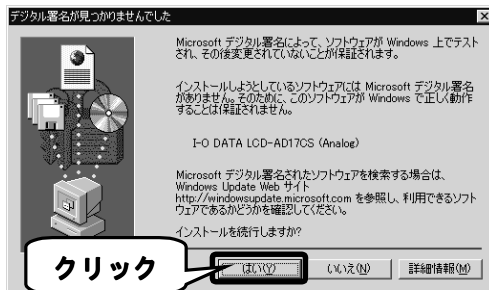 デジタル署名が見つかりませんでした
Microsoft デジタル署名によって、ソフトウェアが Windows 上でテスト
され、その後変更されていないことが保証されます。
インストールしようとしているソフトウェアには Microsoft デジタル署名
がありません。そのために、このソフトウェアが Windows で正しく動作
することは保証されません。
I-O DATA LCD-AD17CS (Analog)
Microsoft デジタル署名されたソフトウェアを検索する場合は、
Windows Update Web サイト
http://windowsupdate.microsoft.com を参照し、利用できるソフト
ウェアであるかどうかを確認してください。
インストールを続行しますか?
クリック
はい(Y)
いいえ(N)
詳細情報(M)